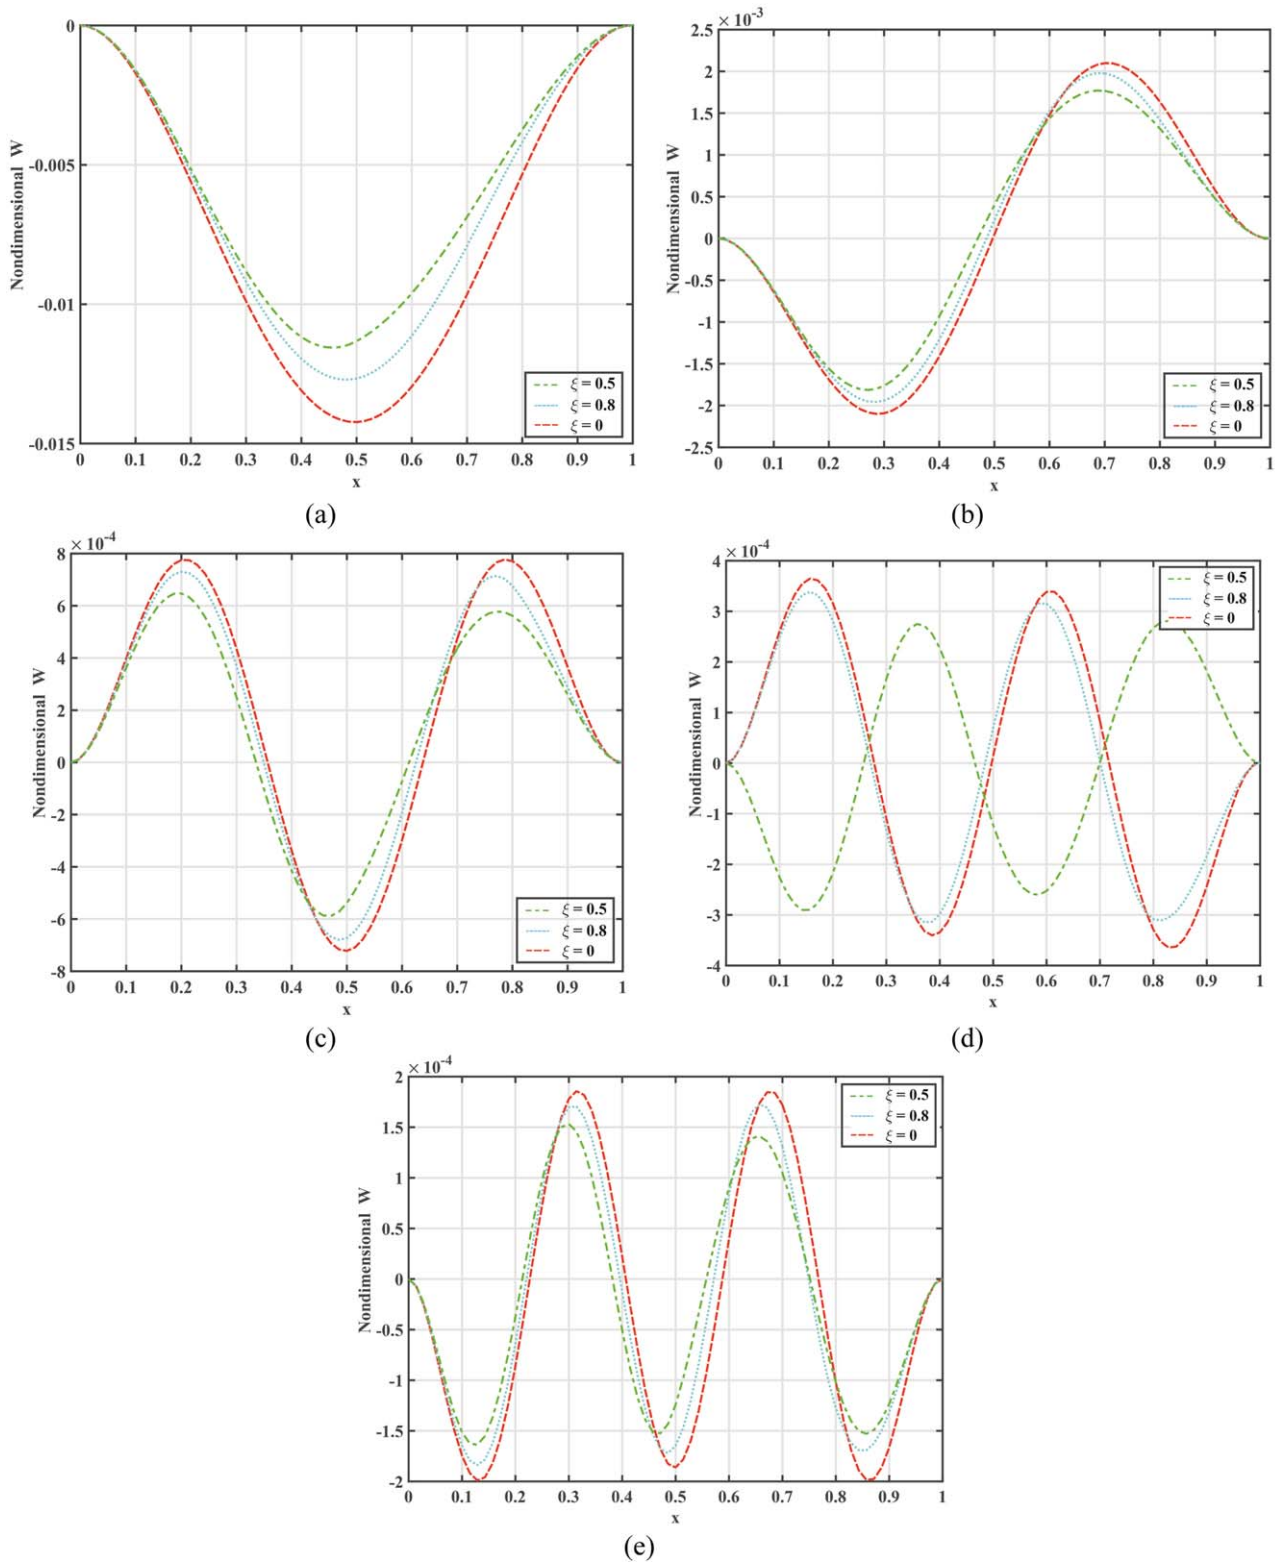 0
-0.005
-0.01
-0.015
Nondimensional W
0 0.1 0.2 0.3 0.4 0.5 0.6 0.7 0.8 0.9 1
x
ξ = 0.5
ξ = 0.8
ξ = 0
(a)
× 10-3
2.5
2
1.5
1
0.5
0
-0.5
-1
-1.5
-2
-2.5
Nondimensional W
0 0.1 0.2 0.3 0.4 0.5 0.6 0.7 0.8 0.9 1
x
ξ = 0.5
ξ = 0.8
ξ = 0
(b)
× 10-4
8
6
4
2
0
-2
-4
-6
-8
Nondimensional W
0 0.1 0.2 0.3 0.4 0.5 0.6 0.7 0.8 0.9 1
x
ξ = 0.5
ξ = 0.8
ξ = 0
(c)
× 10-4
4
3
2
1
0
-1
-2
-3
-4
Nondimensional W
0 0.1 0.2 0.3 0.4 0.5 0.6 0.7 0.8 0.9 1
x
ξ = 0.5
ξ = 0.8
ξ = 0
(d)
× 10-4
2
1.5
1
0.5
0
-0.5
-1
-1.5
-2
Nondimensional W
0 0.1 0.2 0.3 0.4 0.5 0.6 0.7 0.8 0.9 1
x
ξ = 0.5
ξ = 0.8
ξ = 0
(e)